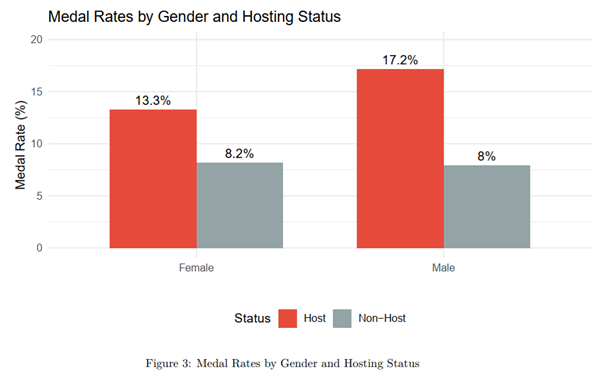 Medal Rates by Gender and Hosting Status
20
15
10
5
0
Medal Rate (%)
13.3%
8.2%
17.2%
8%
Female
Male
Status Host Non−Host
Figure 3: Medal Rates by Gender and Hosting Status